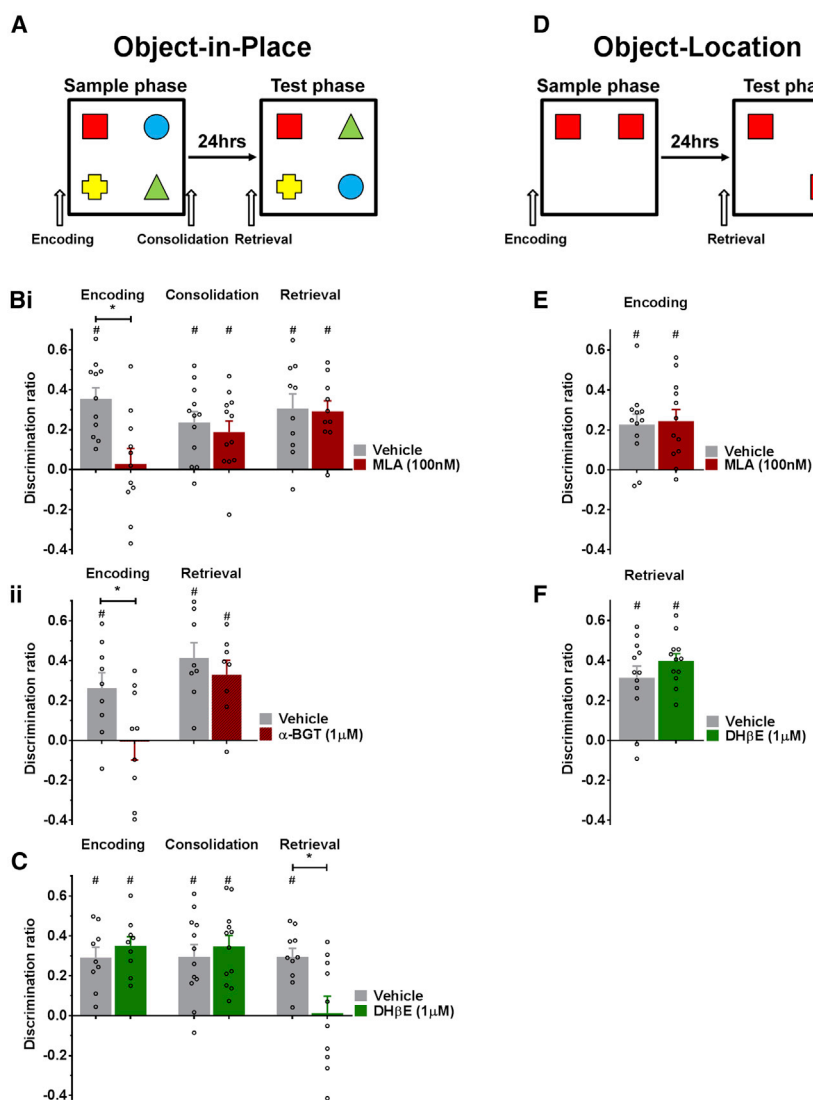 A
Object-in-Place
Sample phase
Test phase
24hrs
Encoding
Consolidation
Retrieval
D
Object-Location
Sample phase
Test pha
24hrs
Encoding
Retrieval
Bi
Encoding
Consolidation
Retrieval
*
# # # # #
Discrimination ratio
0.6
0.4
0.2
0.0
-0.2
-0.4
Vehicle
MLA (100nM)
E
Encoding
# #
Discrimination ratio
0.6
0.4
0.2
0.0
-0.2
-0.4
Vehicle
MLA (100nM)
ii
Encoding
Retrieval
*
# # #
Discrimination ratio
0.6
0.4
0.2
0.0
-0.2
-0.4
Vehicle
α-BGT (1μM)
F
Retrieval
# #
Discrimination ratio
0.6
0.4
0.2
0.0
-0.2
-0.4
Vehicle
DHβE (1μM)
C
Encoding
Consolidation
Retrieval
*
# # # # #
Discrimination ratio
0.6
0.4
0.2
0.0
-0.2
-0.4
Vehicle
DHβE (1μM)